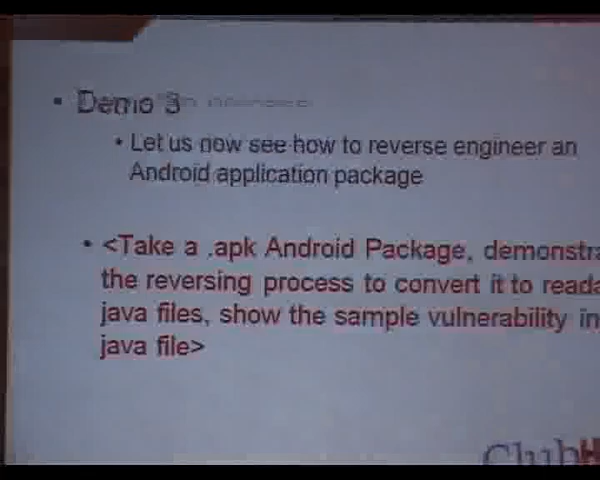 • Demo 3
• Let us now see how to reverse engineer an
Android application package
• <Take a .apk Android Package, demonstra
the reversing process to convert it to reada
java files, show the sample vulnerability in
java file>
ClubH